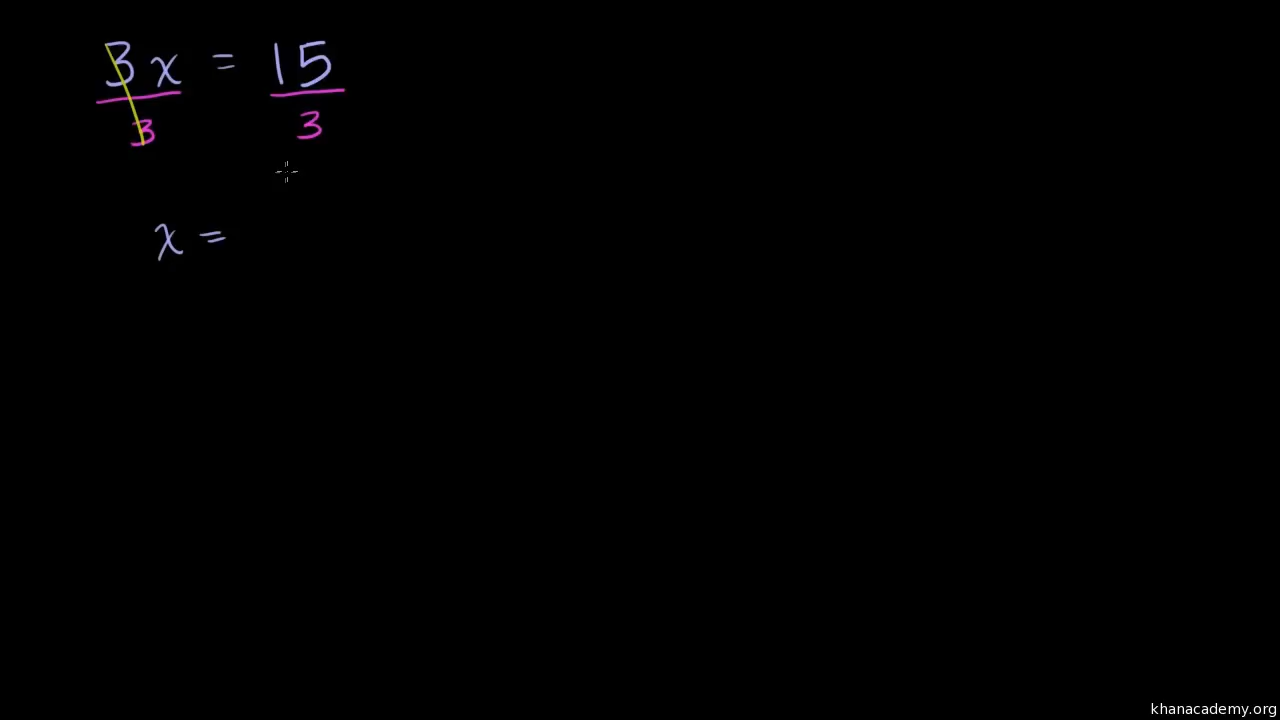 3x = 15
3 3
x =
khanacademy.org